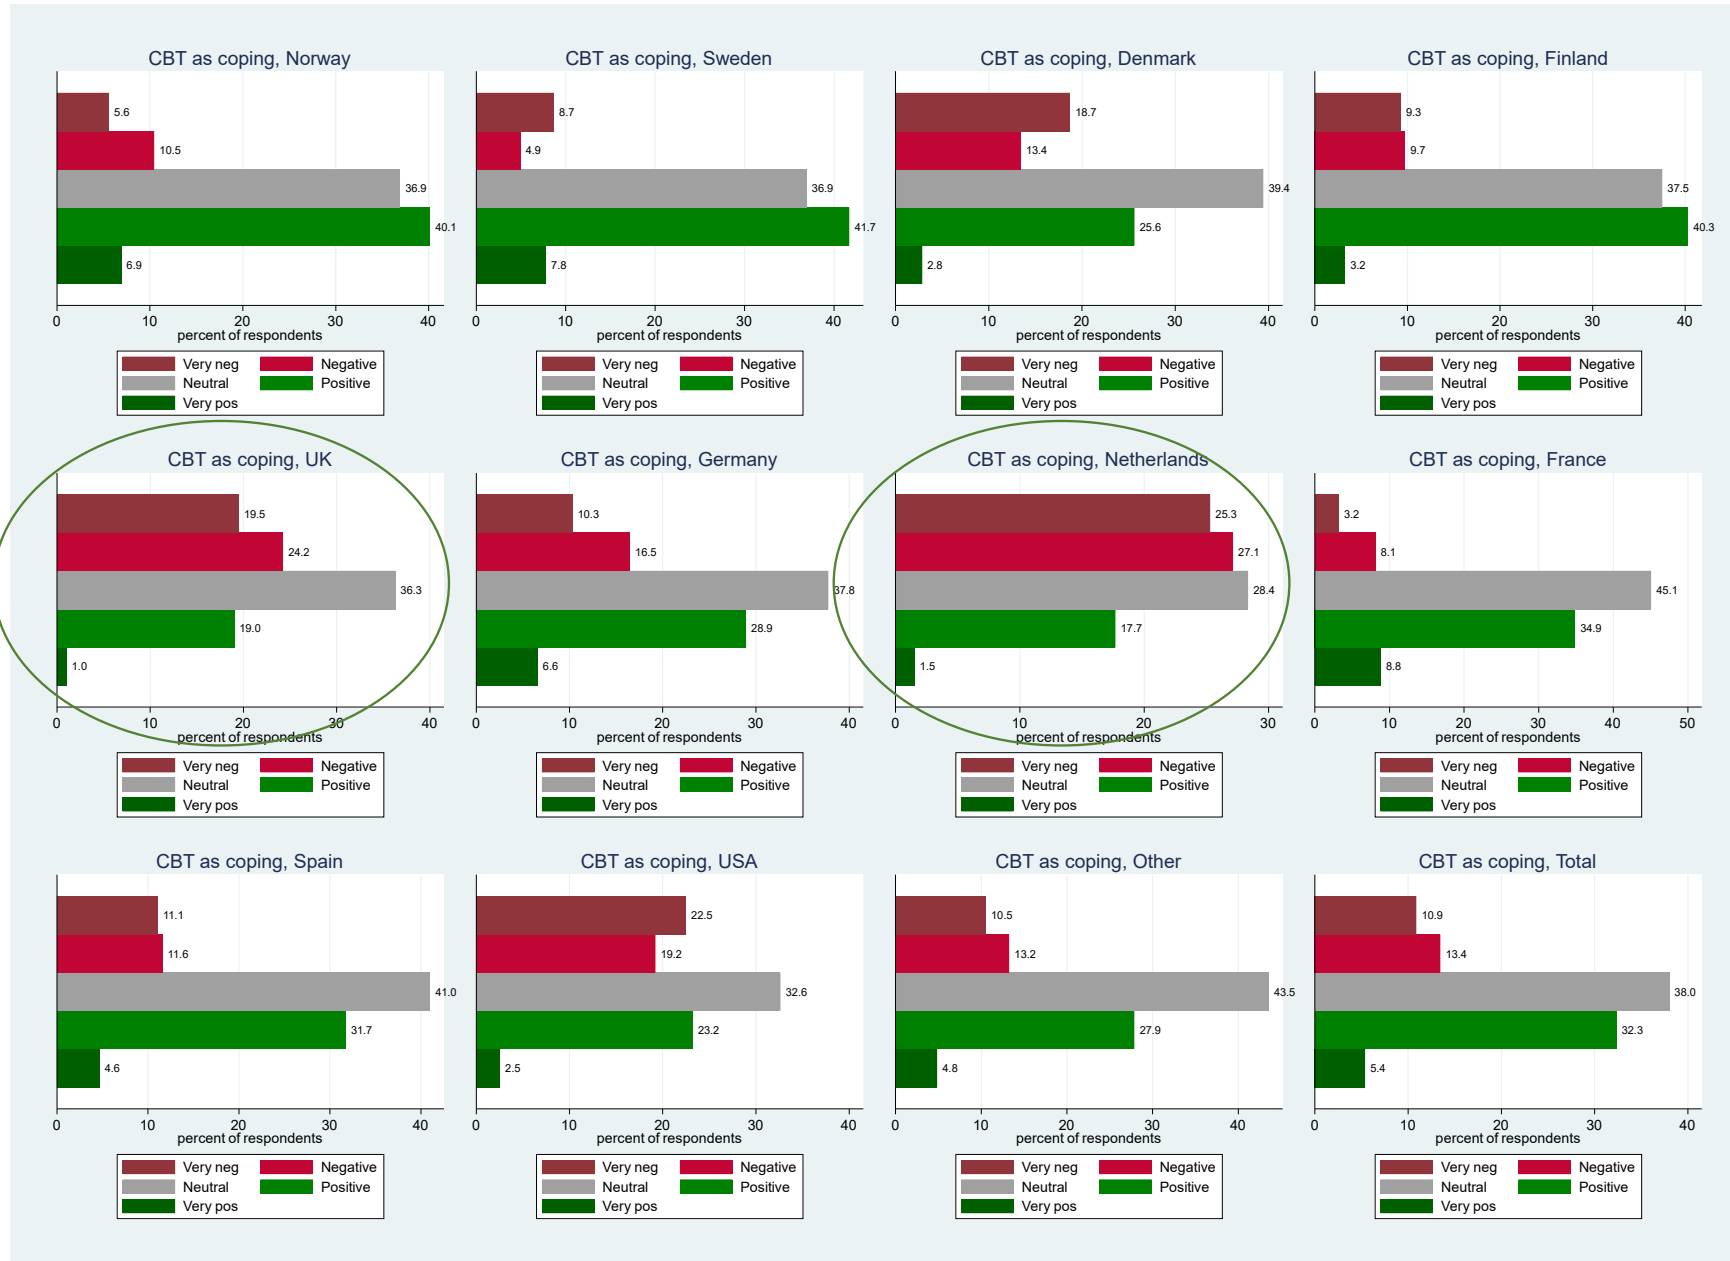 CBT as coping, Norway
5.6
10.5
36.9
40.1
6.9
0 10 20 30 40
percent of respondents
Very neg Negative
Neutral Positive
Very pos
CBT as coping, Sweden
8.7
4.9
36.9
41.7
7.8
0 10 20 30 40
percent of respondents
Very neg Negative
Neutral Positive
Very pos
CBT as coping, Denmark
18.7
13.4
39.4
25.6
2.8
0 10 20 30 40
percent of respondents
Very neg Negative
Neutral Positive
Very pos
CBT as coping, Finland
9.3
9.7
37.5
40.3
3.2
0 10 20 30 40
percent of respondents
Very neg Negative
Neutral Positive
Very pos
CBT as coping, UK
19.5
24.2
36.3
19.0
1.0
0 10 20 30 40
percent of respondents
Very neg Negative
Neutral Positive
Very pos
CBT as coping, Germany
10.3
16.5
37.8
28.9
6.6
0 10 20 30 40
percent of respondents
Very neg Negative
Neutral Positive
Very pos
CBT as coping, Netherlands
25.3
27.1
28.4
17.7
1.5
0 10 20 30
percent of respondents
Very neg Negative
Neutral Positive
Very pos
CBT as coping, France
3.2
8.1
45.1
34.9
8.8
0 10 20 30 40 50
percent of respondents
Very neg Negative
Neutral Positive
Very pos
CBT as coping, Spain
11.1
11.6
41.0
31.7
4.6
0 10 20 30 40
percent of respondents
Very neg Negative
Neutral Positive
Very pos
CBT as coping, USA
22.5
19.2
32.6
23.2
2.5
0 10 20 30 40
percent of respondents
Very neg Negative
Neutral Positive
Very pos
CBT as coping, Other
10.5
13.2
43.5
27.9
4.8
0 10 20 30 40
percent of respondents
Very neg Negative
Neutral Positive
Very pos
CBT as coping, Total
10.9
13.4
38.0
32.3
5.4
0 10 20 30 40
percent of respondents
Very neg Negative
Neutral Positive
Very pos